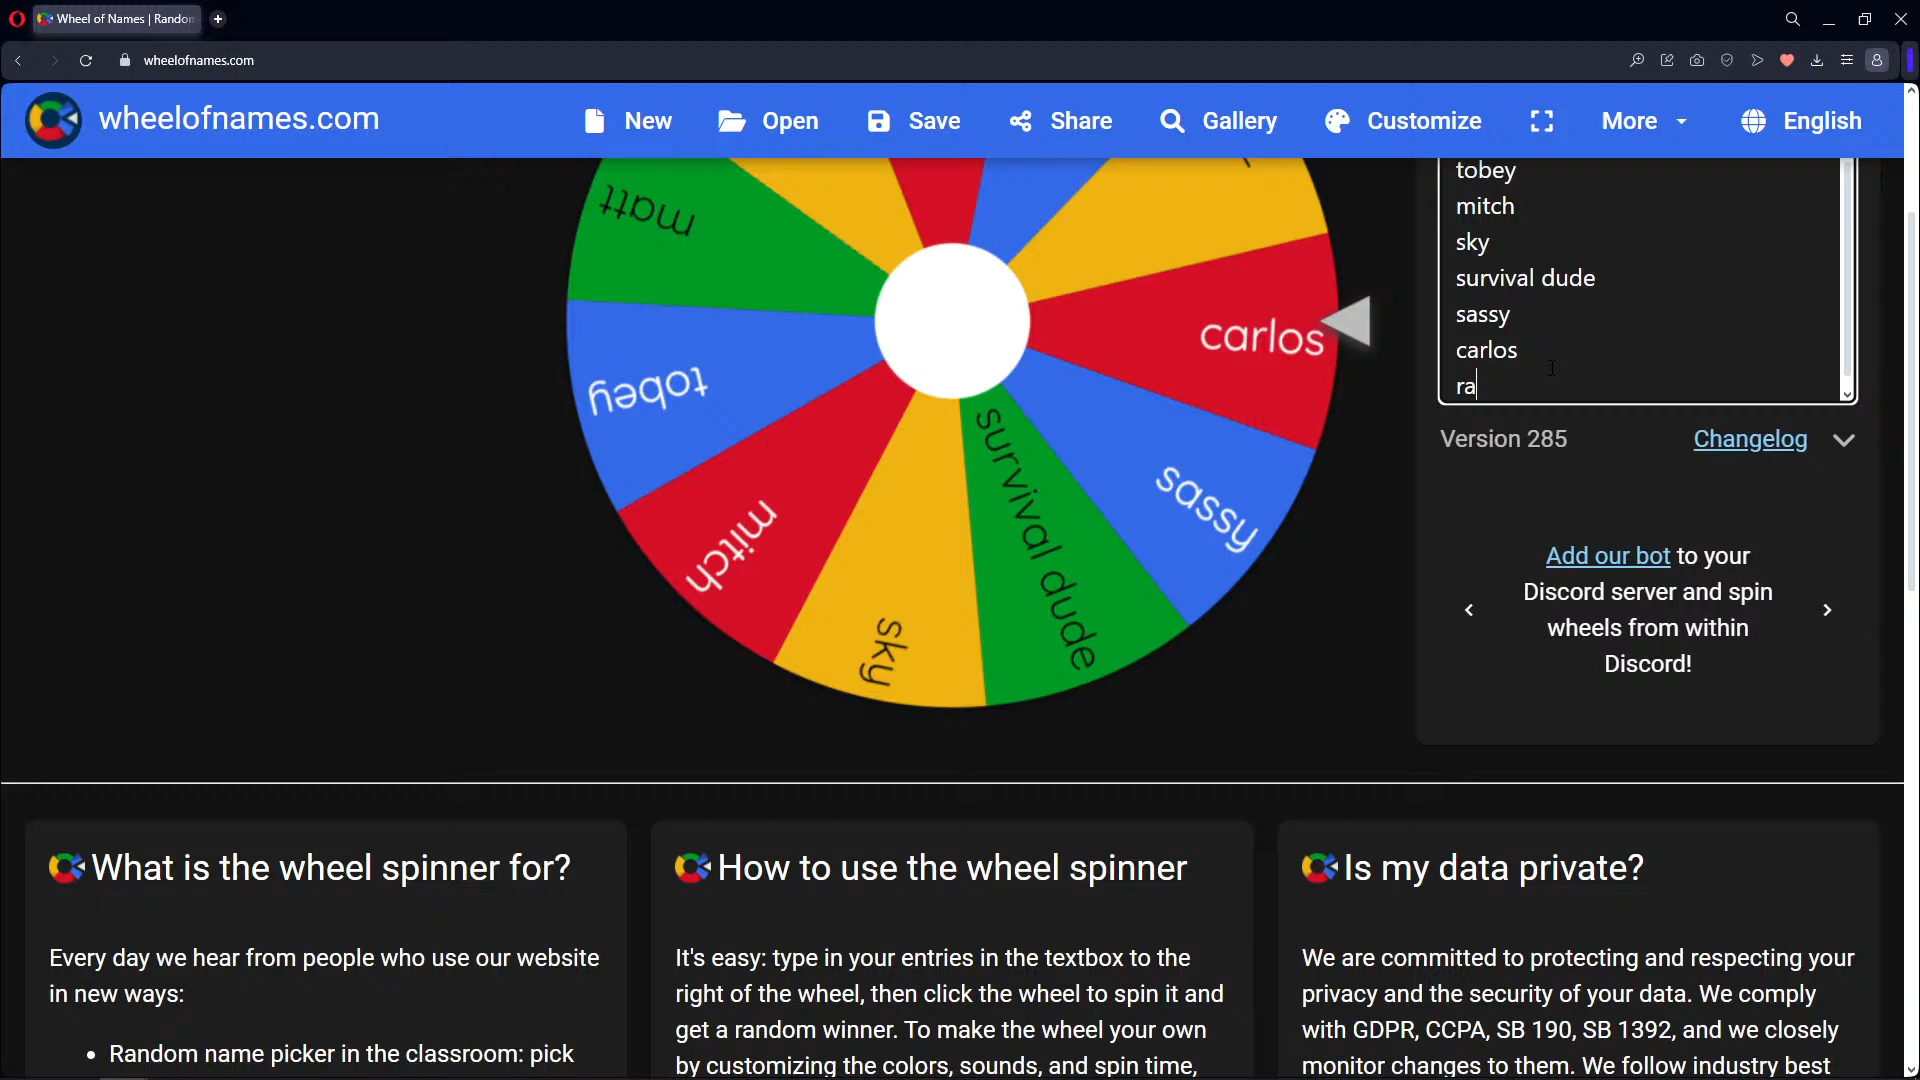 Wheel of Names | Random
wheelofnames.com
wheelofnames.com
New
Open
Save
Share
Gallery
Customize
More
English
matt
tobey
mitch
sky
survival dude
sassy
carlos
tobey
mitch
sky
survival dude
sassy
carlos
ra
Version 285
Changelog
Add our bot to your
Discord server and spin
wheels from within
Discord!
What is the wheel spinner for?
Every day we hear from people who use our website
in new ways:
• Random name picker in the classroom: pick
How to use the wheel spinner
It's easy: type in your entries in the textbox to the
right of the wheel, then click the wheel to spin it and
get a random winner. To make the wheel your own
by customizing the colors, sounds, and spin time,
Is my data private?
We are committed to protecting and respecting your
privacy and the security of your data. We comply
with GDPR, CCPA, SB 190, SB 1392, and we closely
monitor changes to them. We follow industry best